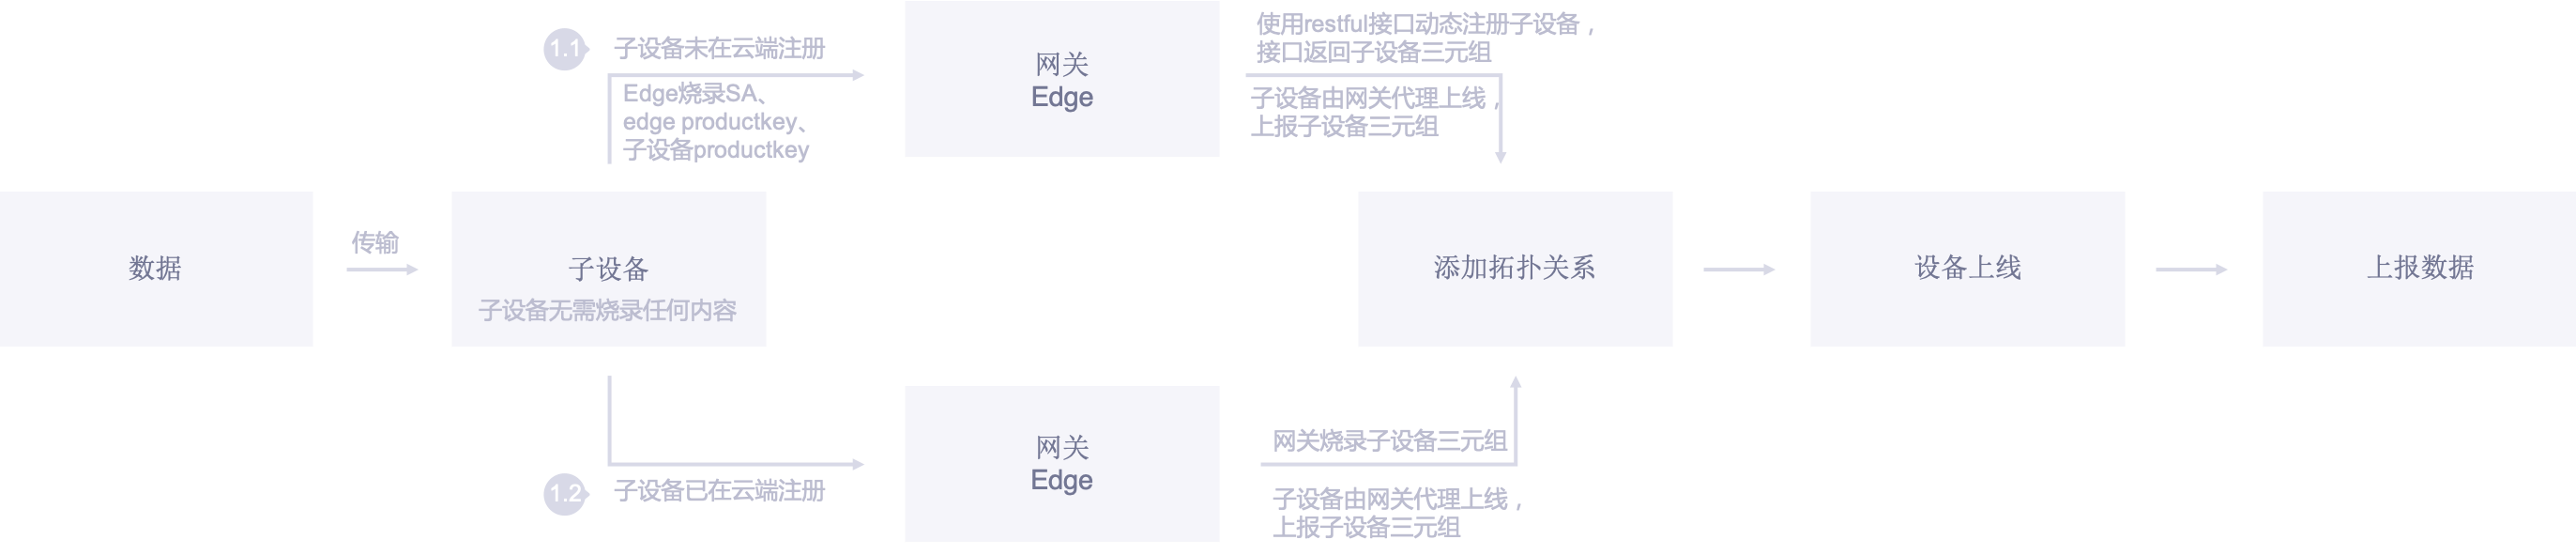 1.1
子设备未在云端注册
Edge烧录SA、
edge productkey、
子设备productkey
网关
Edge
使用restful接口动态注册子设备，
接口返回子设备三元组
子设备由网关代理上线，
上报子设备三元组
数据
传输
子设备
子设备无需烧录任何内容
添加拓扑关系
设备上线
上报数据
1.2
子设备已在云端注册
网关
Edge
网关烧录子设备三元组
子设备由网关代理上线，
上报子设备三元组